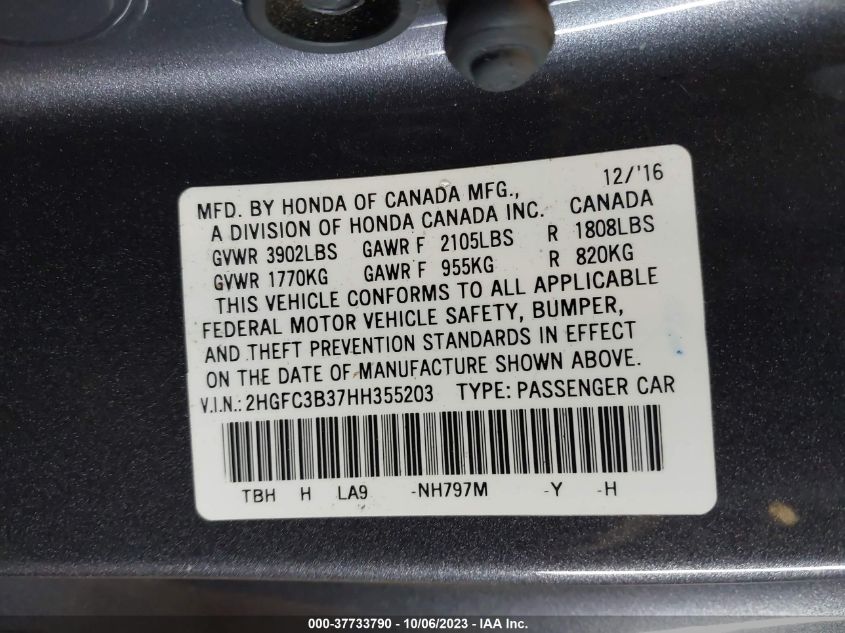 12/'16
MFD. BY HONDA OF CANADA MFG.,
A DIVISION OF HONDA CANADA INC. CANADA
GVWR 3902LBS GAWR F 2105LBS R 1808LBS
GVWR 1770KG GAWR F 955KG R 820KG
THIS VEHICLE CONFORMS TO ALL APPLICABLE
FEDERAL MOTOR VEHICLE SAFETY, BUMPER,
AND THEFT PREVENTION STANDARDS IN EFFECT
ON THE DATE OF MANUFACTURE SHOWN ABOVE.
V.I.N.: 2HGFC3B37HH355203 TYPE: PASSENGER CAR
TBH H LA9 -NH797M -Y -H
000-37733790 - 10/06/2023 - IAA Inc.